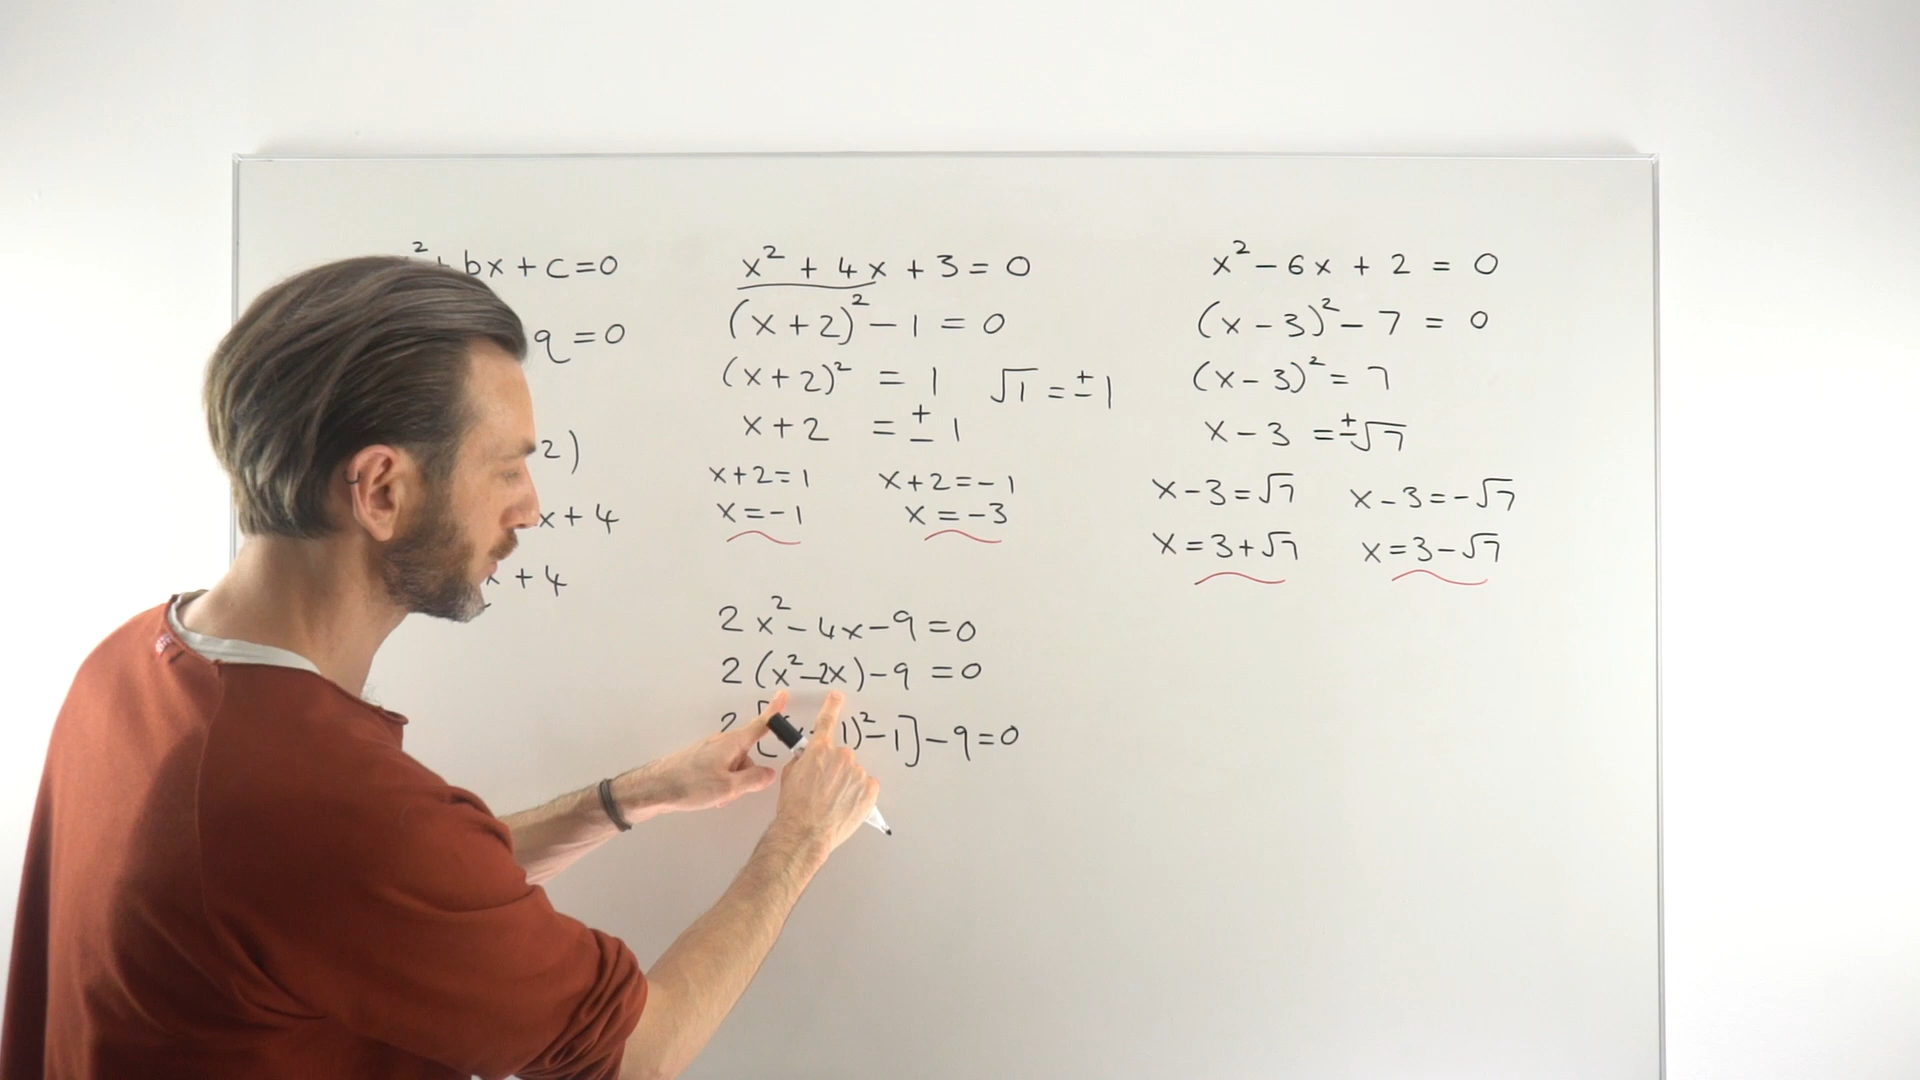 ² + bx + c = 0
q = 0
2)
x + 4
x + 4
x² + 4x + 3 = 0
(x + 2)² - 1 = 0
(x + 2)² = 1 √1 = ± 1
x + 2 = ± 1
x + 2 = 1 x + 2 = - 1
x = - 1 x = - 3
2x² - 4x - 9 = 0
2(x² - 2x) - 9 = 0
2[ 1)² - 1] - 9 = 0
x² - 6x + 2 = 0
(x - 3)² - 7 = 0
(x - 3)² = 7
x - 3 = ±√7
x - 3 = √7 x - 3 = -√7
x = 3 + √7 x = 3 - √7